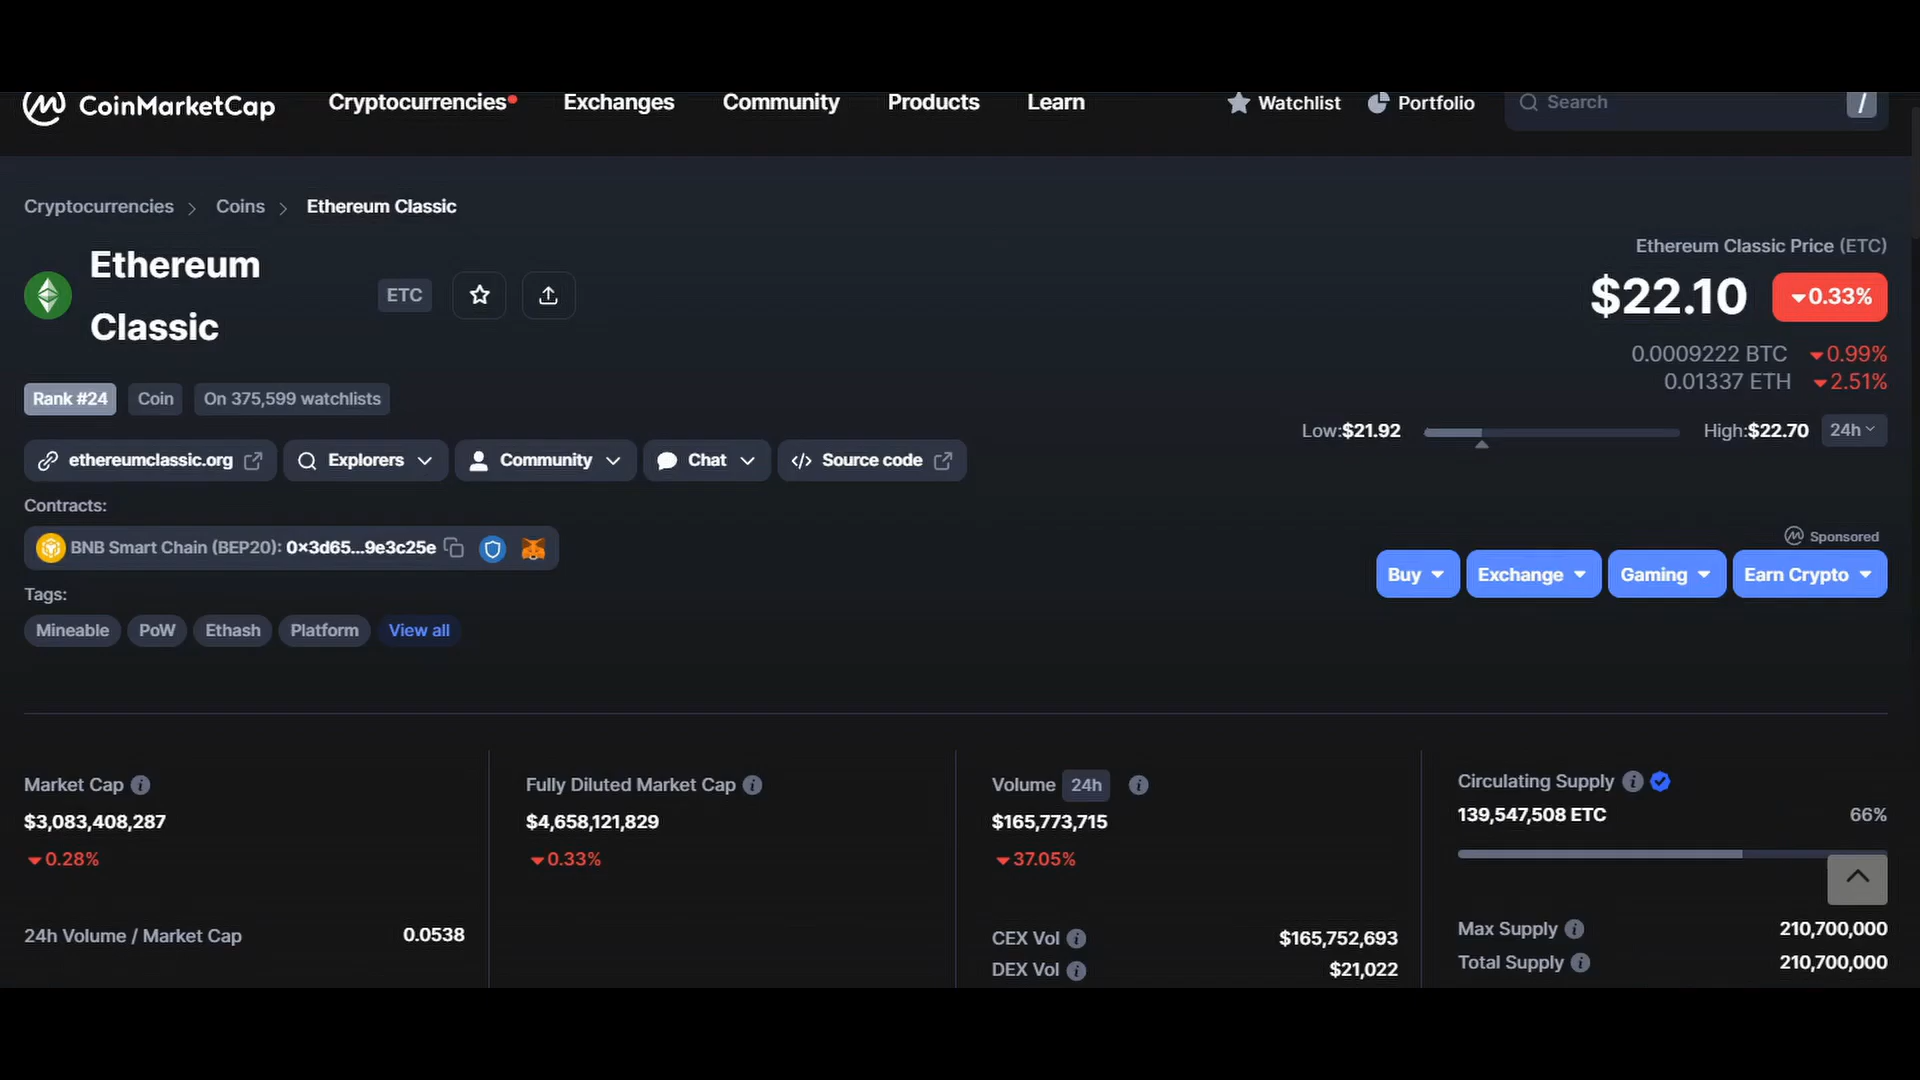 CoinMarketCap Cryptocurrencies Exchanges Community Products Learn Watchlist Portfolio Search /
Cryptocurrencies > Coins > Ethereum Classic
Ethereum
Classic
ETC
Ethereum Classic Price (ETC)
$22.10 0.33%
0.0009222 BTC 0.99%
0.01337 ETH 2.51%
Low:$21.92 High:$22.70 24h
Rank #24 Coin On 375,599 watchlists
ethereumclassic.org Explorers Community Chat Source code
Contracts:
BNB Smart Chain (BEP20): 0x3d65...9e3c25e
Sponsored
Buy Exchange Gaming Earn Crypto
Tags:
Mineable PoW Ethash Platform View all
Market Cap
$3,083,408,287
0.28%
24h Volume / Market Cap 0.0538
Fully Diluted Market Cap
$4,658,121,829
0.33%
Volume 24h
$165,773,715
37.05%
CEX Vol $165,752,693
DEX Vol $21,022
Circulating Supply
139,547,508 ETC 66%
Max Supply 210,700,000
Total Supply 210,700,000